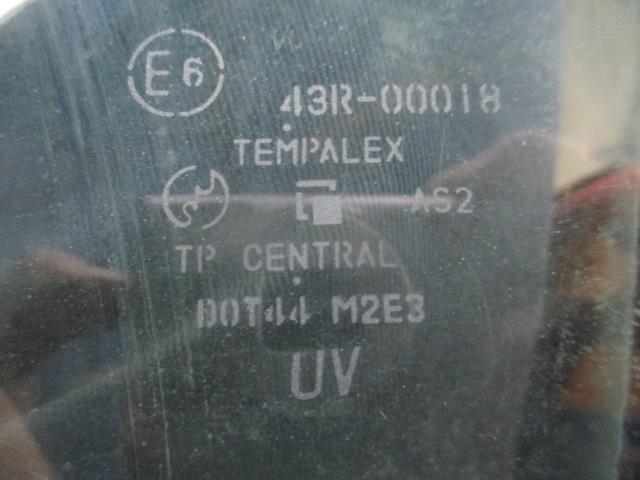 E6
43R-00018
TEMPALEX
AS2
TP CENTRAL
DOT44 M2E3
UV